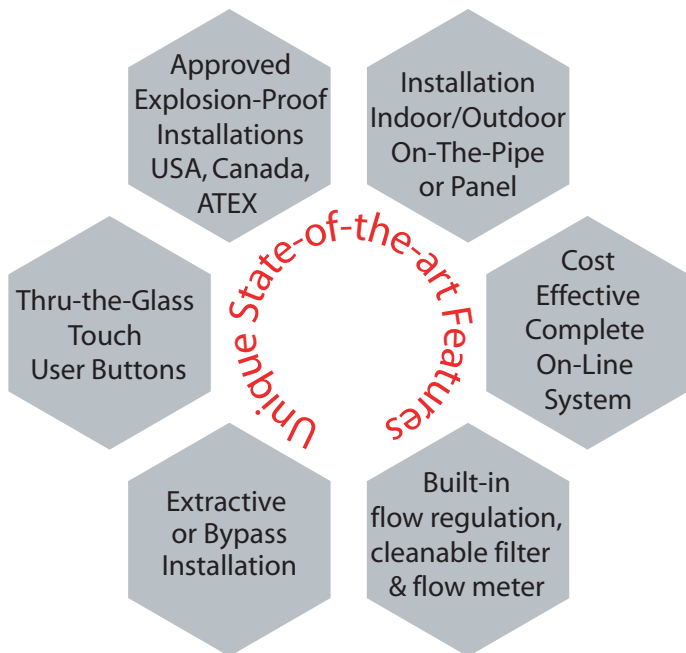 Approved
Explosion-Proof
Installations
USA, Canada,
ATEX
Installation
Indoor/Outdoor
On-The-Pipe
or Panel
Thru-the-Glass
Touch
User Buttons
Unique State-of-the-art Features
Cost
Effective
Complete
On-Line
System
Extractive
or Bypass
Installation
Built-in
flow regulation,
cleanable filter
& flow meter